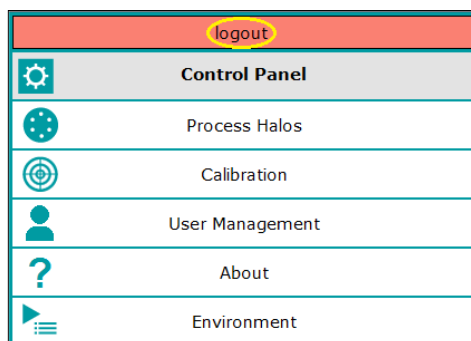 logout
Control Panel
Process Halos
Calibration
User Management
About
Environment